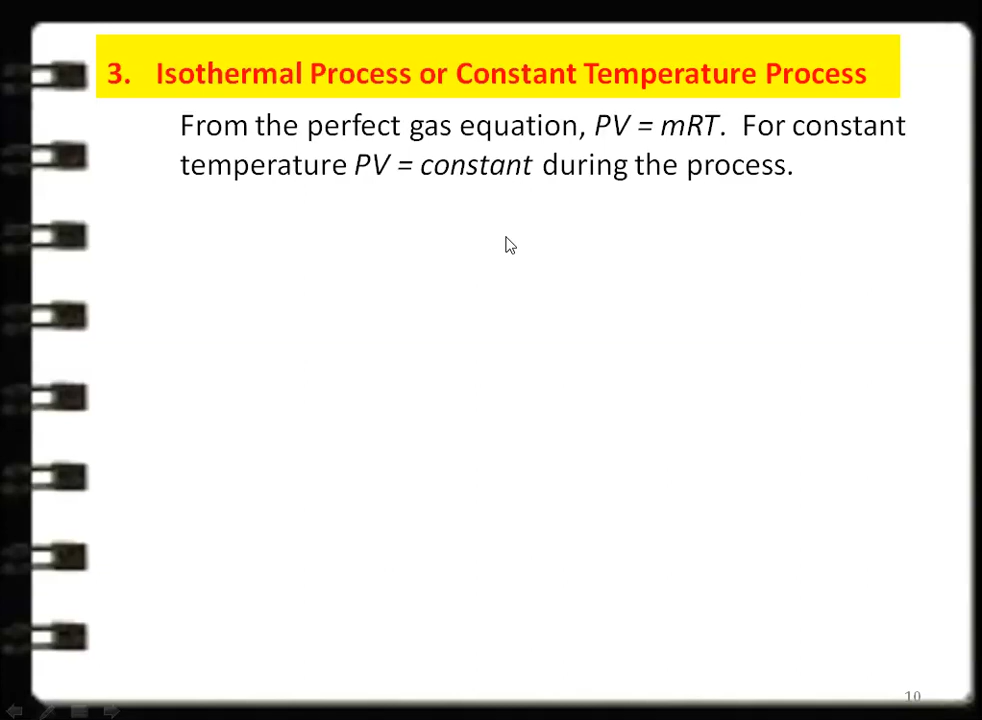 3. Isothermal Process or Constant Temperature Process
From the perfect gas equation, PV = mRT. For constant
temperature PV = constant during the process.
10